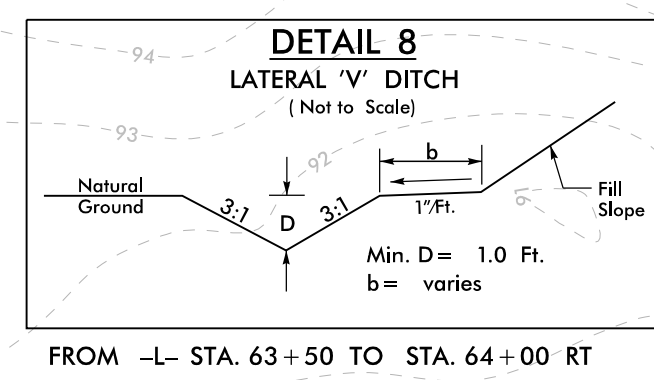 94
DETAIL 8
LATERAL 'V' DITCH
( Not to Scale)
93
92
b
Natural
Ground
3:1
D
3:1
1"/Ft.
91
Fill
Slope
Min. D = 1.0 Ft.
b = varies
FROM -L- STA. 63+50 TO STA. 64+00 RT